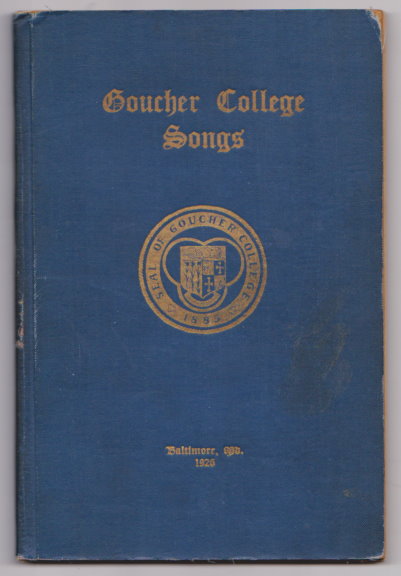 Goucher College
Songs
SEAL OF GOUCHER COLLEGE
1885
Baltimore, Md.
1926